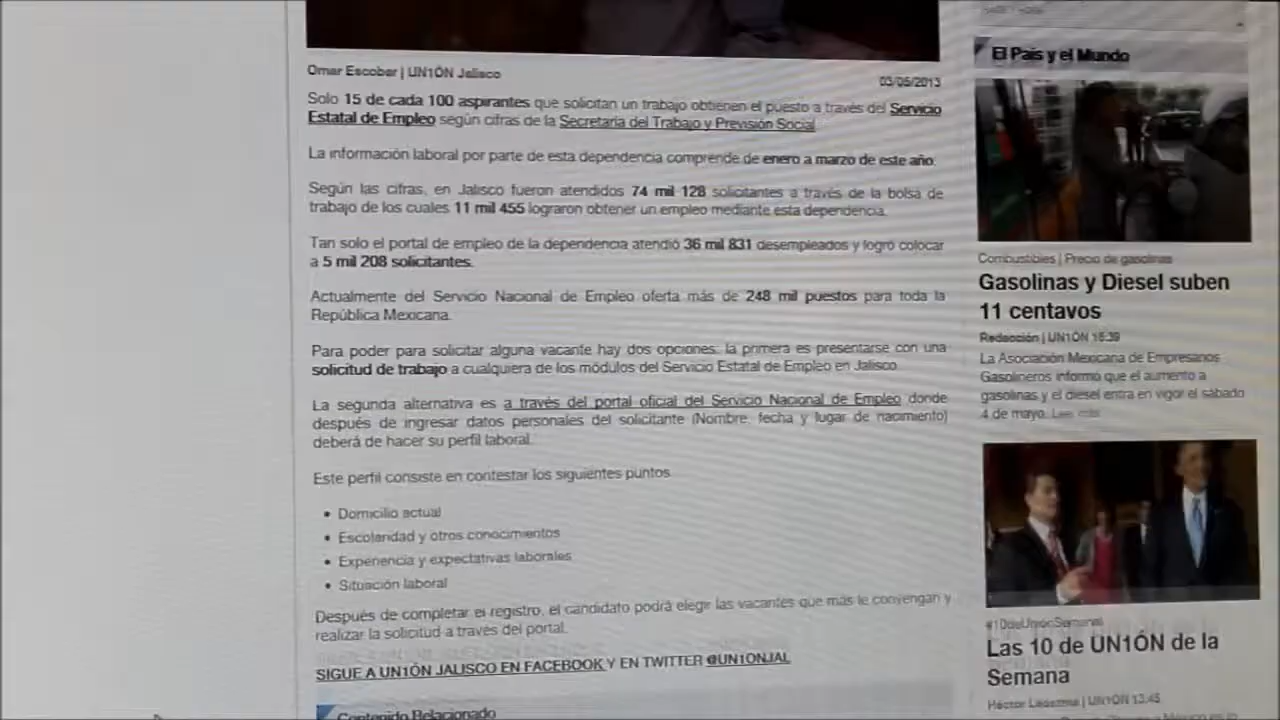 Omar Escobar | UN1ÓN Jalisco
03/05/2013
Solo 15 de cada 100 aspirantes que solicitan un trabajo obtienen el puesto a través del Servicio
Estatal de Empleo según cifras de la Secretaría del Trabajo y Previsión Social.
La información laboral por parte de esta dependencia comprende de enero a marzo de este año.
Según las cifras, en Jalisco fueron atendidos 74 mil 128 solicitantes a través de la bolsa de
trabajo de los cuales 11 mil 455 lograron obtener un empleo mediante esta dependencia.
Tan solo el portal de empleo de la dependencia atendió 36 mil 831 desempleados y logró colocar
a 5 mil 208 solicitantes.
Actualmente del Servicio Nacional de Empleo oferta más de 248 mil puestos para toda la
República Mexicana.
Para poder para solicitar alguna vacante hay dos opciones: la primera es presentarse con una
solicitud de trabajo a cualquiera de los módulos del Servicio Estatal de Empleo en Jalisco.
La segunda alternativa es a través del portal oficial del Servicio Nacional de Empleo donde
después de ingresar datos personales del solicitante (Nombre, fecha y lugar de nacimiento)
deberá de hacer su perfil laboral.
Este perfil consiste en contestar los siguientes puntos:
• Domicilio actual
• Escolaridad y otros conocimientos
• Experiencia y expectativas laborales
• Situación laboral
Después de completar el registro, el candidato podrá elegir las vacantes que más le convengan y
realizar la solicitud a través del portal.
SIGUE A UN1ÓN JALISCO EN FACEBOOK Y EN TWITTER @UN1ONJAL
Contenido Relacionado
El País y el Mundo
Combustibles | Precio de gasolinas
Gasolinas y Diesel suben
11 centavos
Redacción | UN1ÓN 16:39
La Asociación Mexicana de Empresarios
Gasolineros informó que el aumento a
gasolinas y el diesel entra en vigor el sábado
4 de mayo. Leer más
#10deUniónSemanal
Las 10 de UN1ÓN de la
Semana
Héctor Ledezma | UN1ÓN 13:45